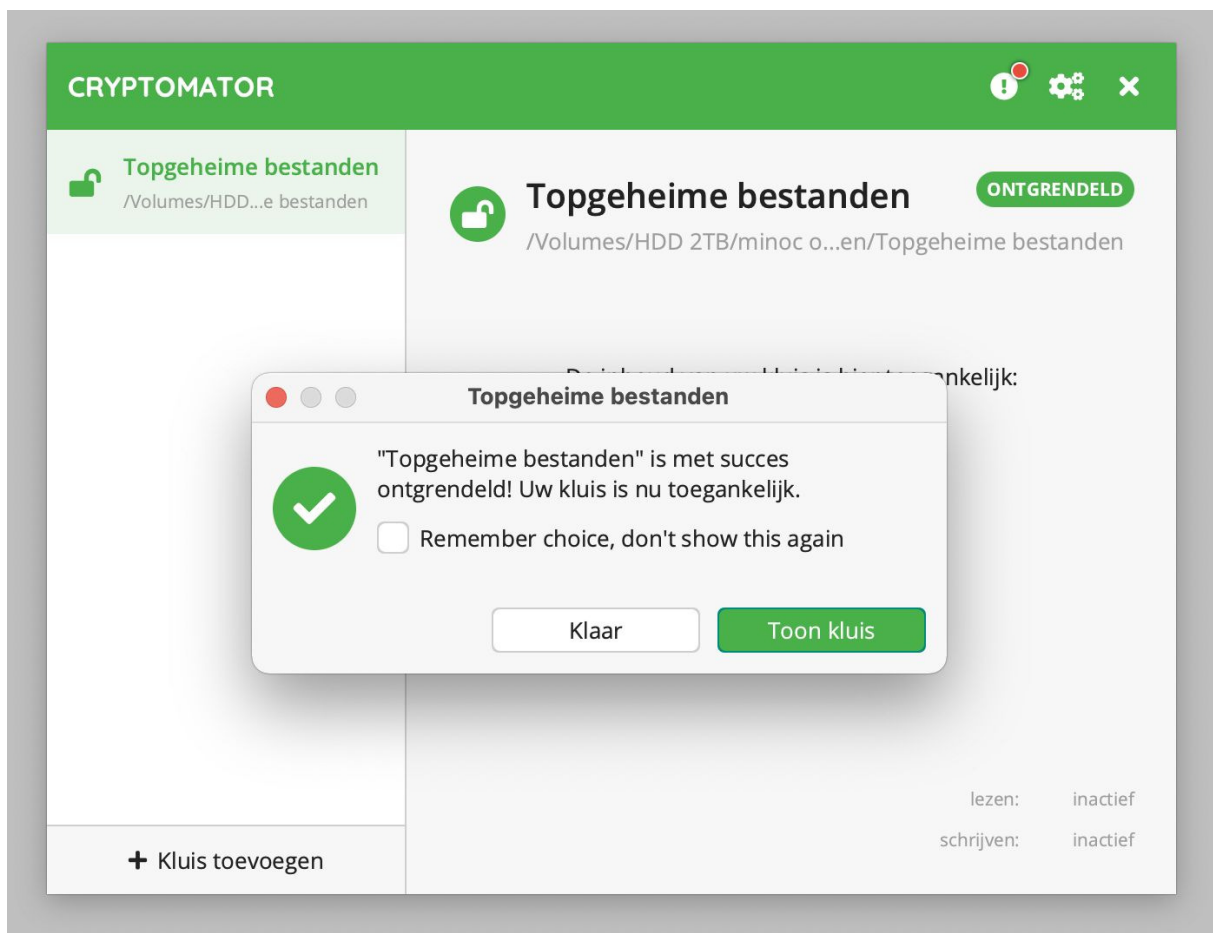 CRYPTOMATOR
Topgeheime bestanden
/Volumes/HDD...e bestanden
Topgeheime bestanden
ONTGRENDELD
/Volumes/HDD 2TB/minoc o...en/Topgeheime bestanden
nkelijk:
Topgeheime bestanden
"Topgeheime bestanden" is met succes
ontgrendeld! Uw kluis is nu toegankelijk.
Remember choice, don't show this again
Klaar
Toon kluis
lezen: inactief
schrijven: inactief
+ Kluis toevoegen